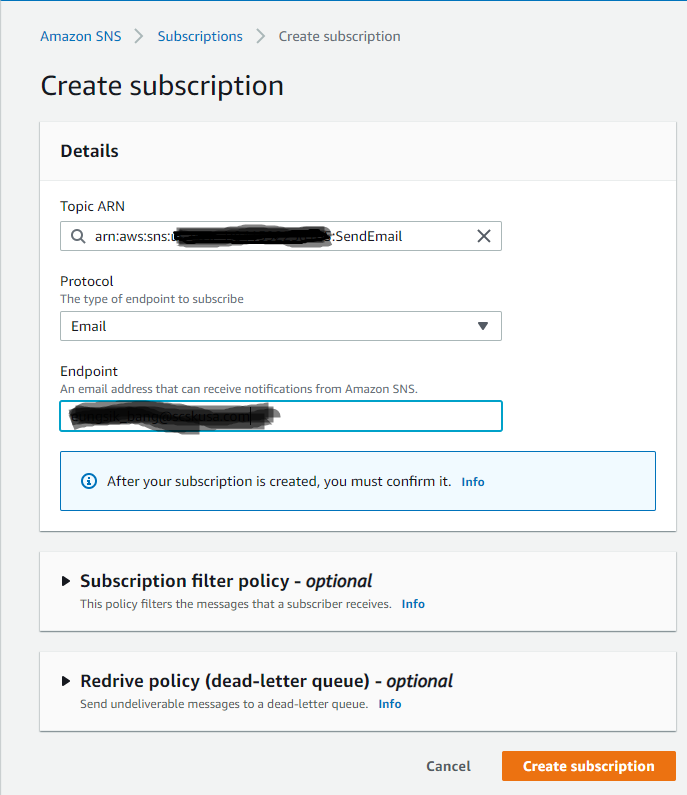 Amazon SNS > Subscriptions > Create subscription
Create subscription
Details
Topic ARN
arn:aws:sns: :SendEmail
Protocol
The type of endpoint to subscribe
Email
Endpoint
An email address that can receive notifications from Amazon SNS.
After your subscription is created, you must confirm it. Info
Subscription filter policy - optional
This policy filters the messages that a subscriber receives. Info
Redrive policy (dead-letter queue) - optional
Send undeliverable messages to a dead-letter queue. Info
Cancel Create subscription